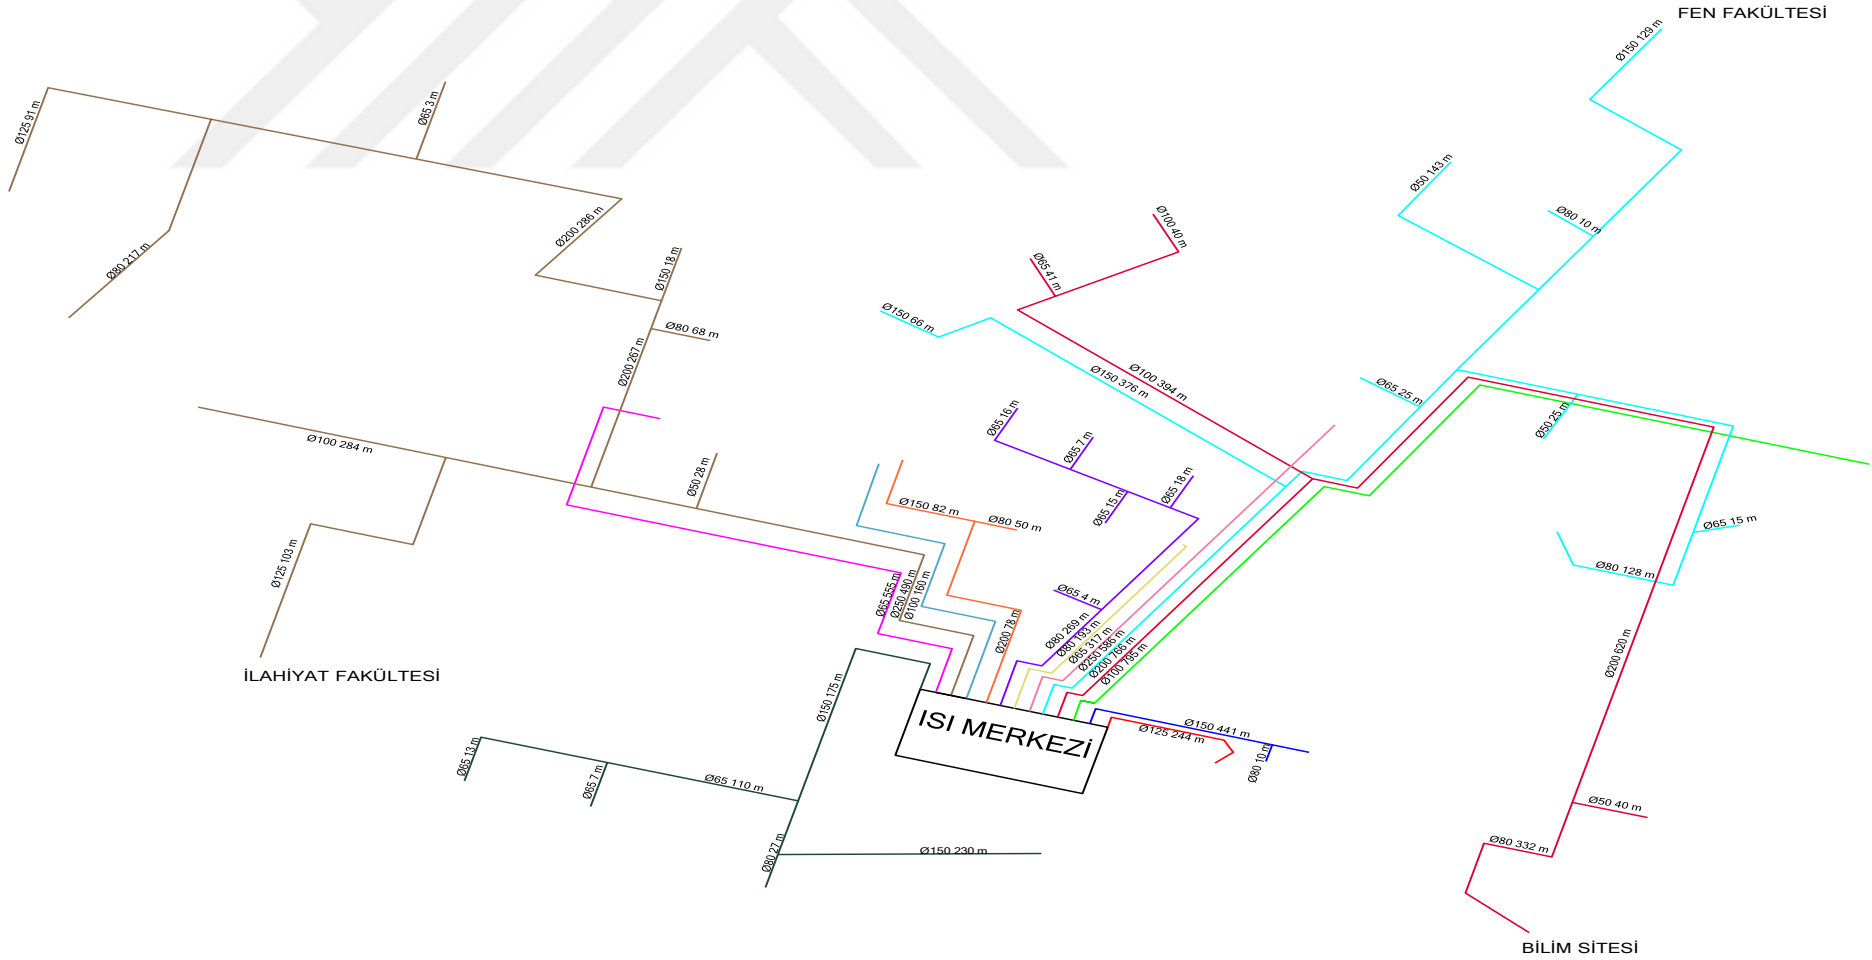 FEN FAKÜLTESİ
Ø150 129 m
Ø125 91 m
Ø65 3 m
Ø50 143 m
Ø80 10 m
Ø100 40 m
Ø200 286 m
Ø80 217 m
Ø150 18 m
Ø65 41 m
Ø150 66 m
Ø80 68 m
Ø200 267 m
Ø150 376 m
Ø100 394 m
Ø65 25 m
Ø50 25 m
Ø65 16 m
Ø65 7 m
Ø100 284 m
Ø50 28 m
Ø65 18 m
Ø65 15 m
Ø150 82 m
Ø80 50 m
Ø65 15 m
Ø125 103 m
Ø80 128 m
Ø65 555 m
Ø250 490 m
Ø100 160 m
Ø65 4 m
Ø200 78 m
Ø80 269 m
Ø80 193 m
Ø65 317 m
Ø250 586 m
Ø200 766 m
Ø100 795 m
Ø200 620 m
İLAHİYAT FAKÜLTESİ
Ø150 175 m
ISI MERKEZİ
Ø150 441 m
Ø125 244 m
Ø80 10 m
Ø65 13 m
Ø65 7 m
Ø65 110 m
Ø50 40 m
Ø80 27 m
Ø150 230 m
Ø80 332 m
BİLİM SİTESİ